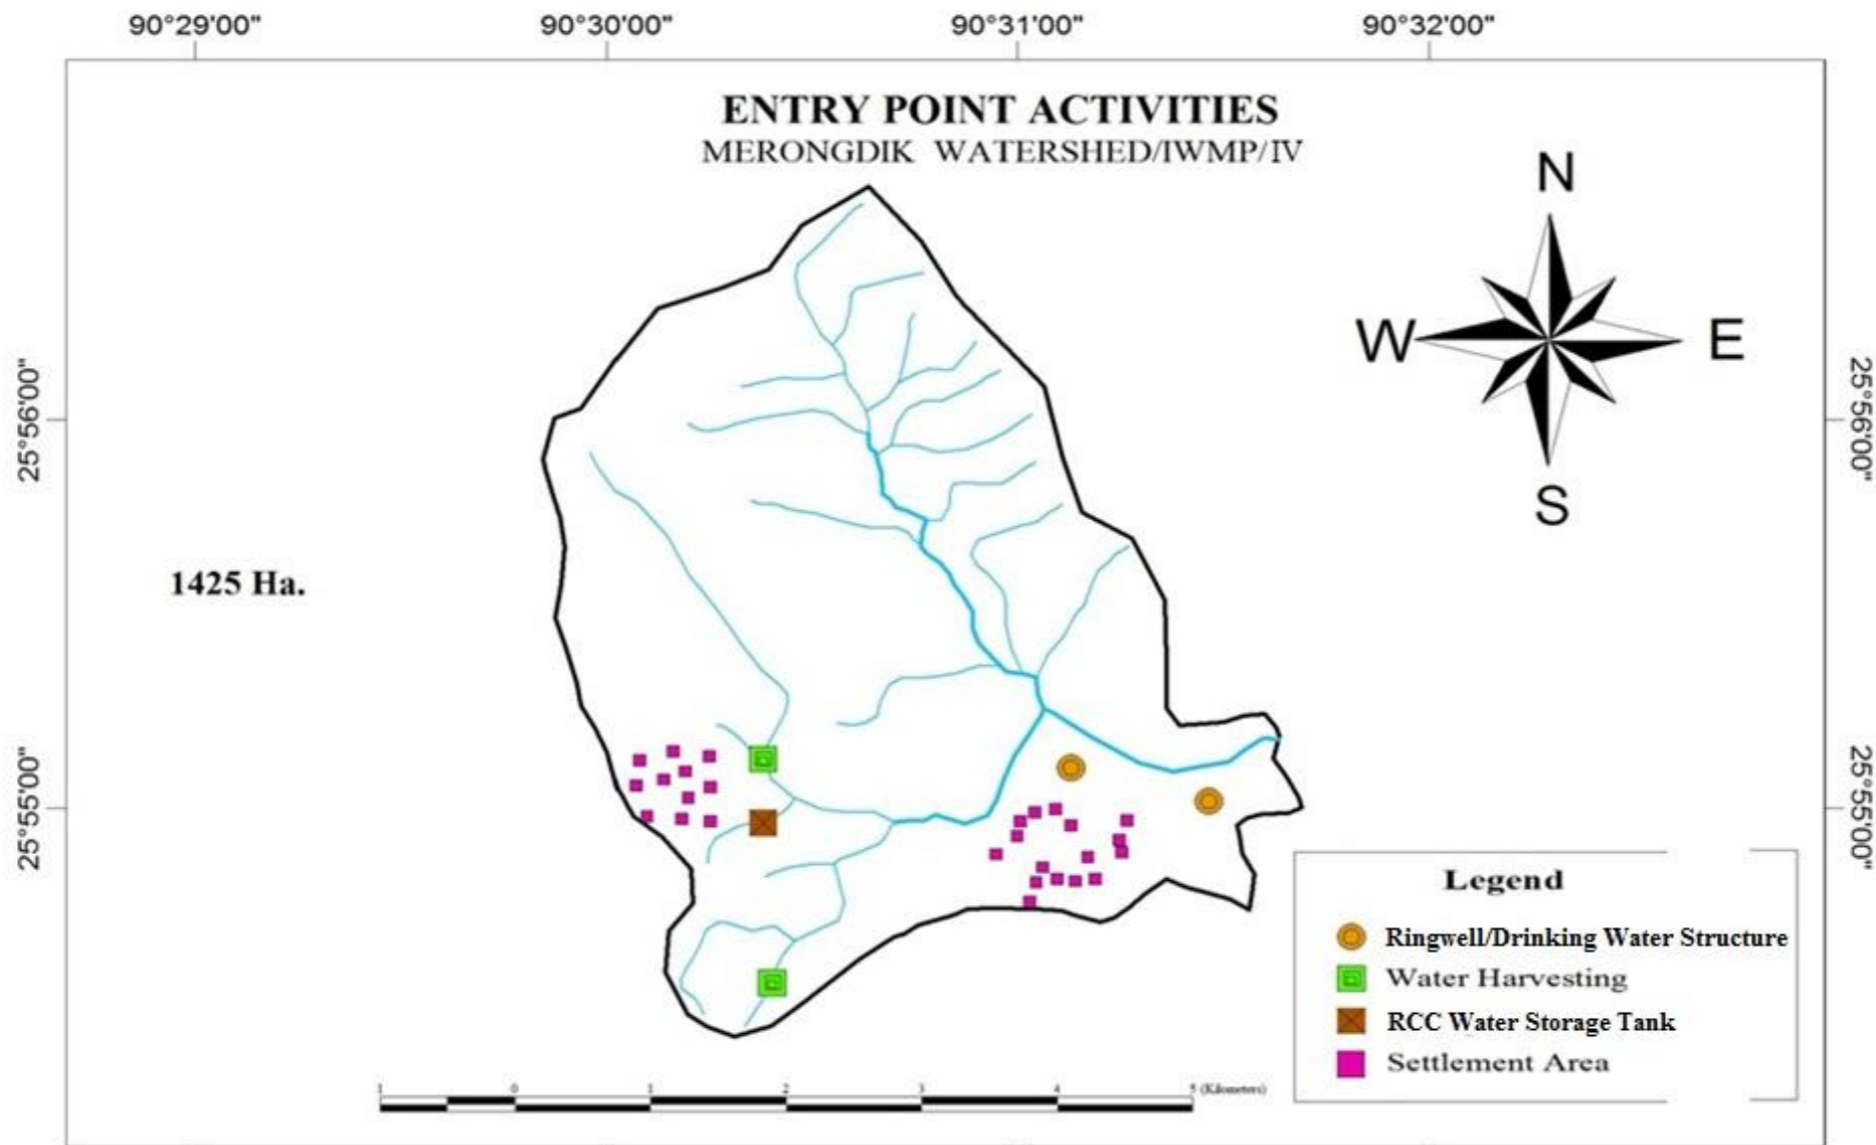 90°29'00" 90°30'00" 90°31'00" 90°32'00"
ENTRY POINT ACTIVITIES
MERONGDIK WATERSHED/IWMP/IV
N
W E
S
25°56'00" 25°56'00"
1425 Ha.
25°55'00" 25°55'00"
Legend
Ringwell/Drinking Water Structure
Water Harvesting
RCC Water Storage Tank
Settlement Area
1 0 1 2 3 4 5 (Kilometers)